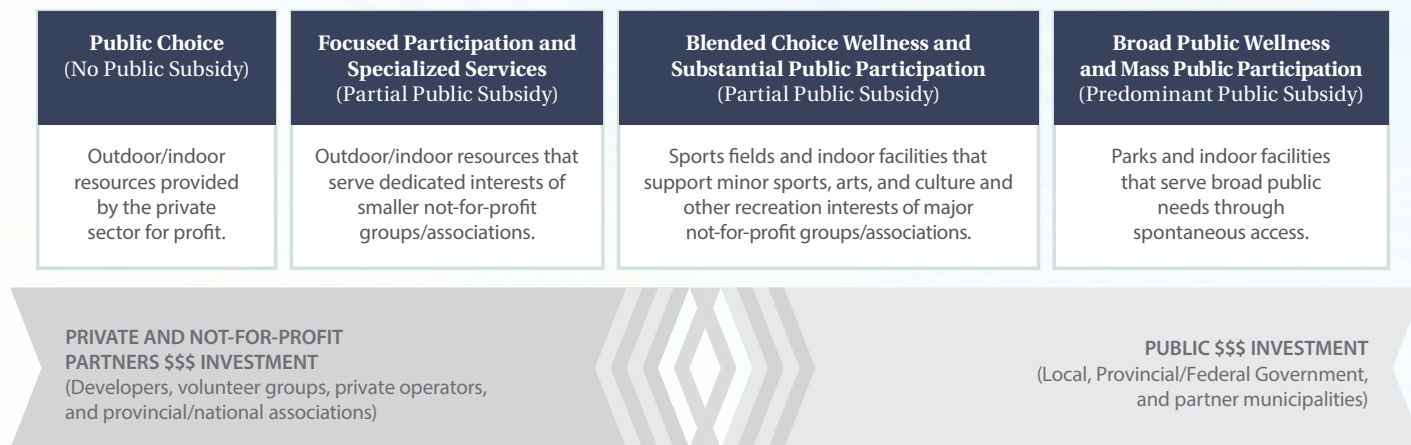 Public Choice
(No Public Subsidy)
Outdoor/indoor
resources provided
by the private
sector for profit.
Focused Participation and
Specialized Services
(Partial Public Subsidy)
Outdoor/indoor resources that
serve dedicated interests of
smaller not-for-profit
groups/associations.
Blended Choice Wellness and
Substantial Public Participation
(Partial Public Subsidy)
Sports fields and indoor facilities that
support minor sports, arts, and culture and
other recreation interests of major
not-for-profit groups/associations.
Broad Public Wellness
and Mass Public Participation
(Predominant Public Subsidy)
Parks and indoor facilities
that serve broad public
needs through
spontaneous access.
PRIVATE AND NOT-FOR-PROFIT
PARTNERS $$$ INVESTMENT
(Developers, volunteer groups, private operators,
and provincial/national associations)
PUBLIC $$$ INVESTMENT
(Local, Provincial/Federal Government,
and partner municipalities)